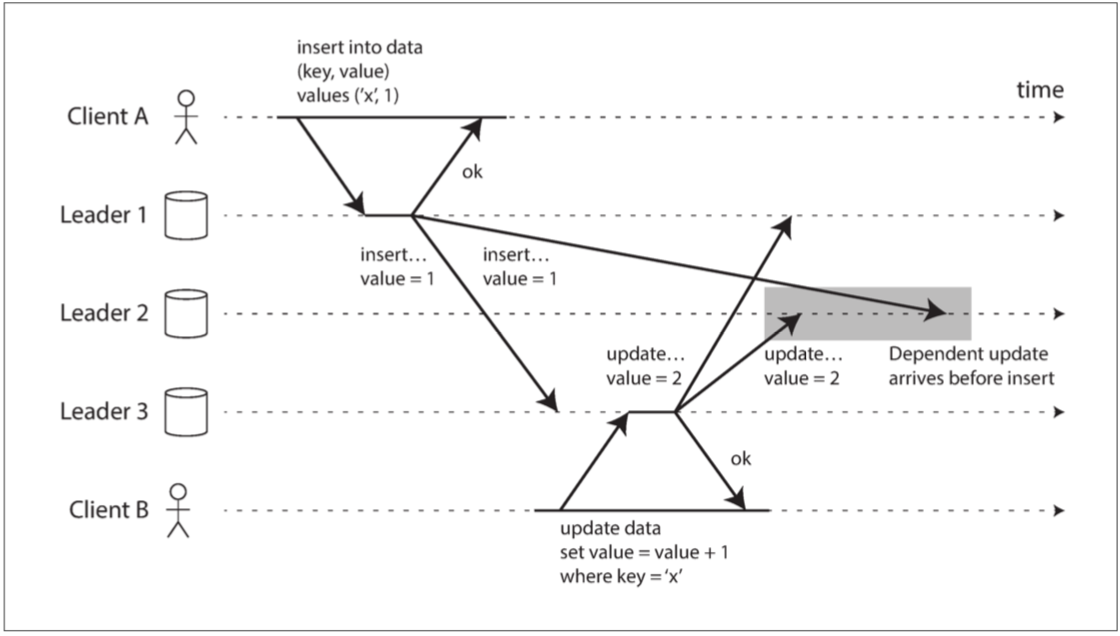 insert into data
(key, value)
values (‘x’, 1)
time
Client A
ok
Leader 1
insert…
value = 1
insert…
value = 1
Leader 2
update…
value = 2
update…
value = 2
Dependent update
arrives before insert
Leader 3
ok
Client B
update data
set value = value + 1
where key = ‘x’